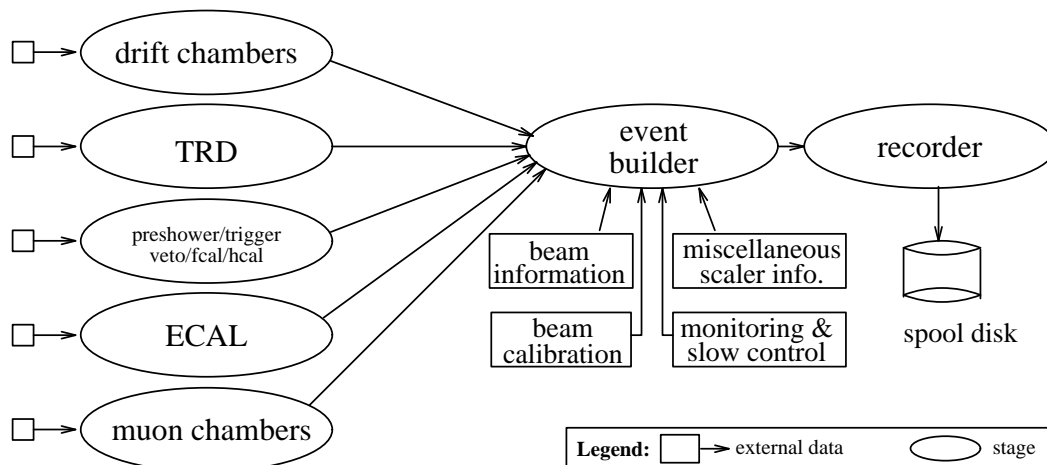 drift chambers
TRD
preshower/trigger
veto/fcal/hcal
ECAL
muon chambers
event
builder
recorder
beam
information
miscellaneous
scaler info.
beam
calibration
monitoring &
slow control
spool disk
Legend:
external data
stage